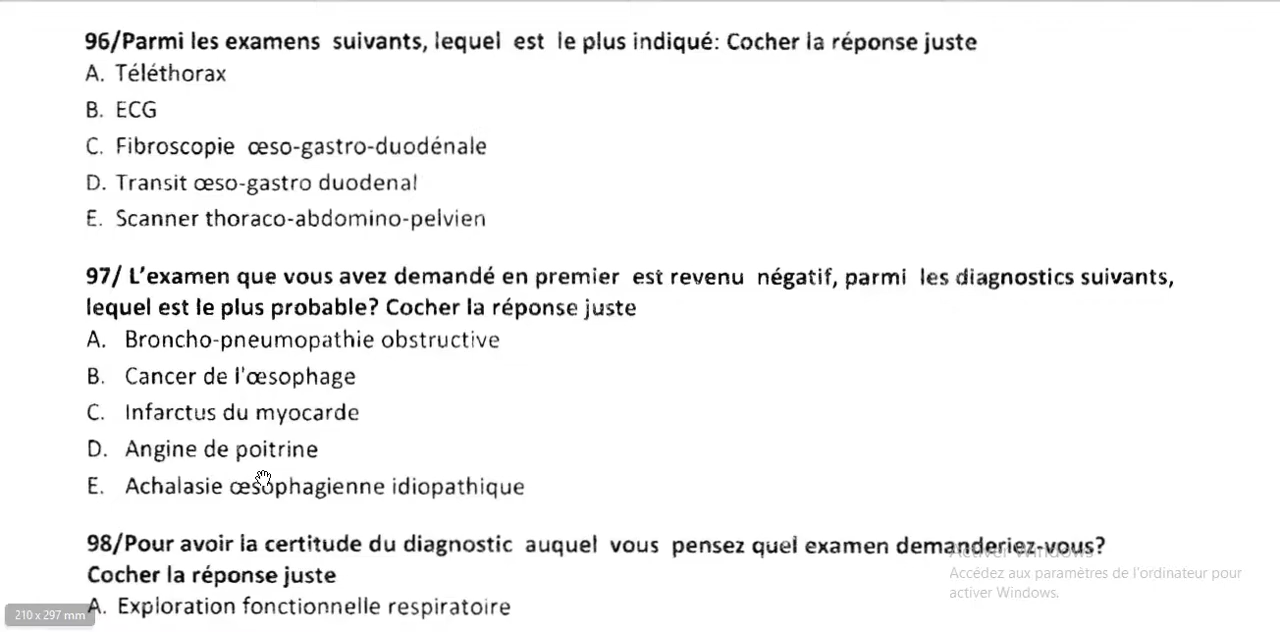 96/Parmi les examens suivants, lequel est le plus indiqué: Cocher la réponse juste
A. Téléthorax
B. ECG
C. Fibroscopie œso-gastro-duodénale
D. Transit œso-gastro duodenal
E. Scanner thoraco-abdomino-pelvien
97/ L'examen que vous avez demandé en premier est revenu négatif, parmi les diagnostics suivants,
lequel est le plus probable? Cocher la réponse juste
A. Broncho-pneumopathie obstructive
B. Cancer de l'œsophage
C. Infarctus du myocarde
D. Angine de poitrine
E. Achalasie œsophagienne idiopathique
98/Pour avoir la certitude du diagnostic auquel vous pensez quel examen demanderiez-vous?
Activer Windows
Cocher la réponse juste
Accédez aux paramètres de l'ordinateur pour
activer Windows.
A. Exploration fonctionnelle respiratoire
210 x 297 mm